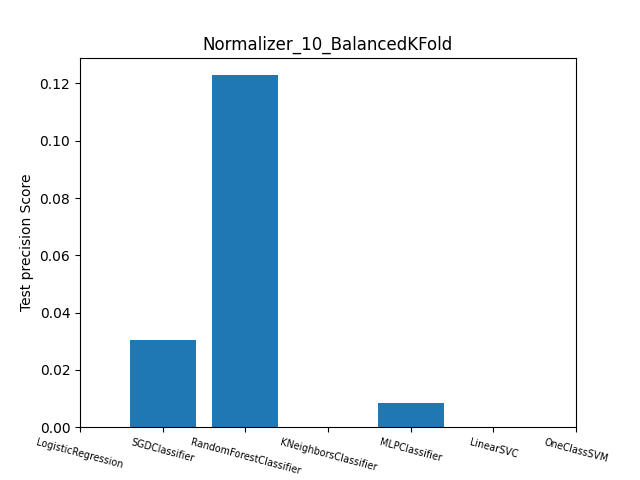 Normalizer_10_BalancedKFold
Test precision Score
0.12
0.10
0.08
0.06
0.04
0.02
0.00
LogisticRegression
SGDClassifier
RandomForestClassifier
KNeighborsClassifier
MLPClassifier
LinearSVC
OneClassSVM